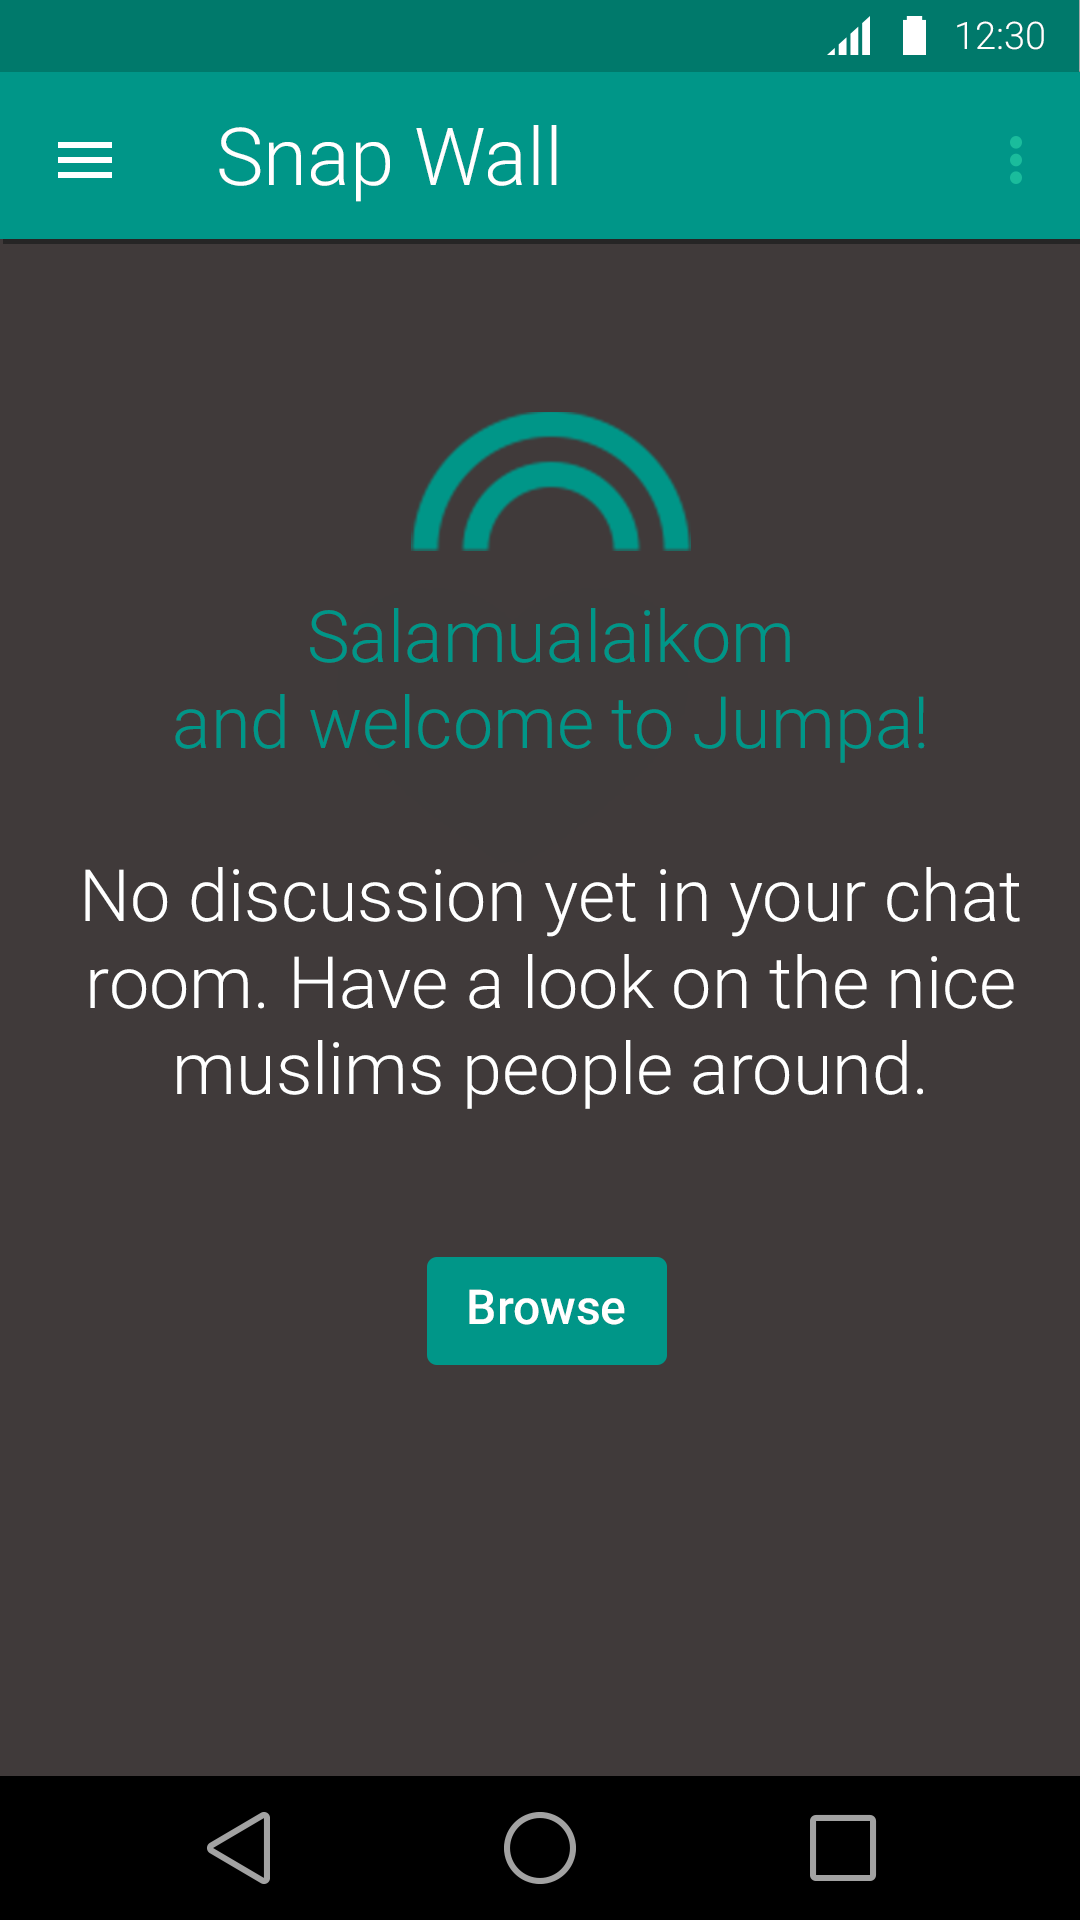 12:30
Snap Wall
Salamualaikom
and welcome to Jumpa!
No discussion yet in your chat
room. Have a look on the nice
muslims people around.
Browse